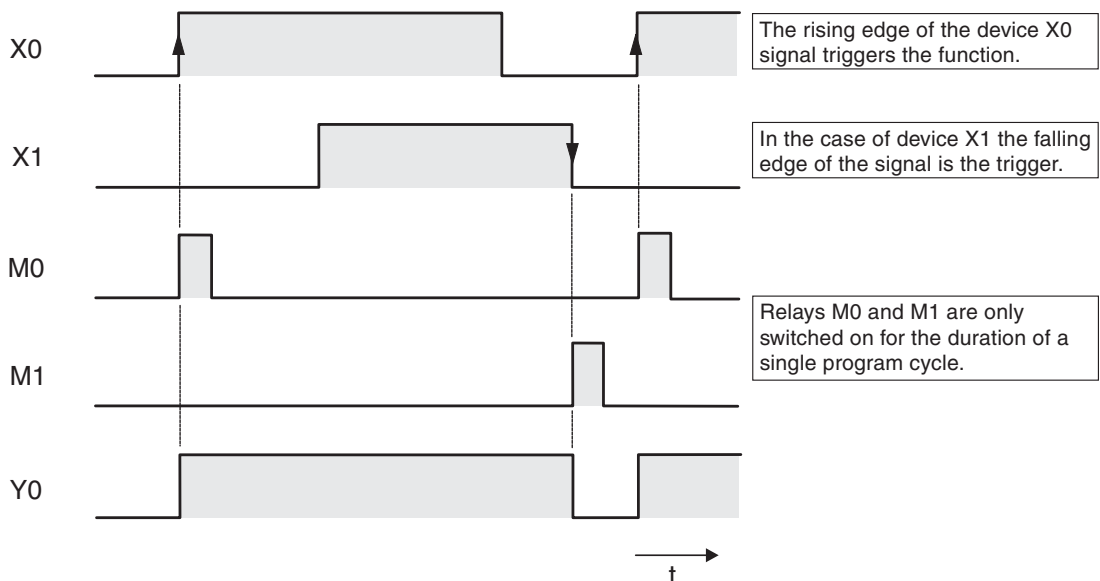 X0
The rising edge of the device X0
signal triggers the function.
X1
In the case of device X1 the falling
edge of the signal is the trigger.
M0
Relays M0 and M1 are only
switched on for the duration of a
single program cycle.
M1
Y0
t